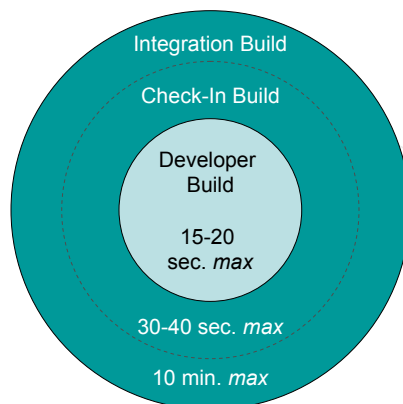 Integration Build
Check-In Build
Developer
Build
15-20
sec. max
30-40 sec. max
10 min. max